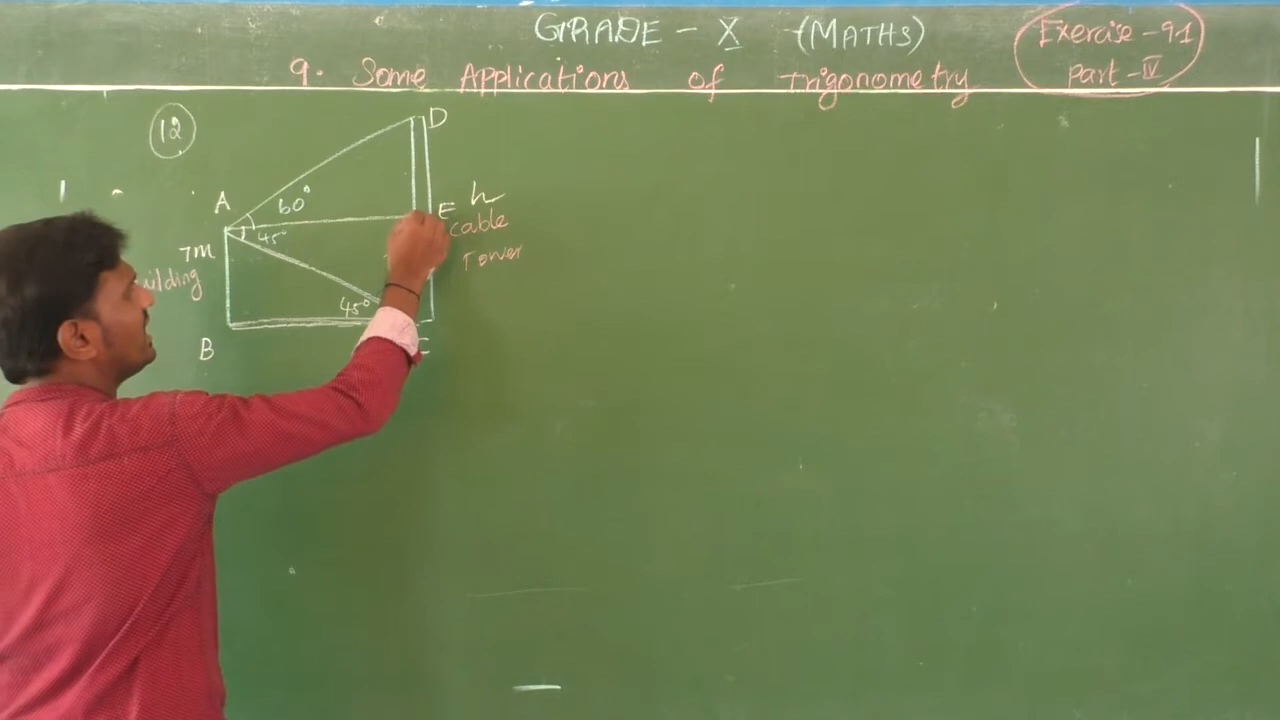 GRADE - X (MATHS)
Exercise - 9.1
part - IV
9. Some Applications of Trigonometry
12
D
A
60°
h
E
cable
45°
Tower
7m
45°
B
C